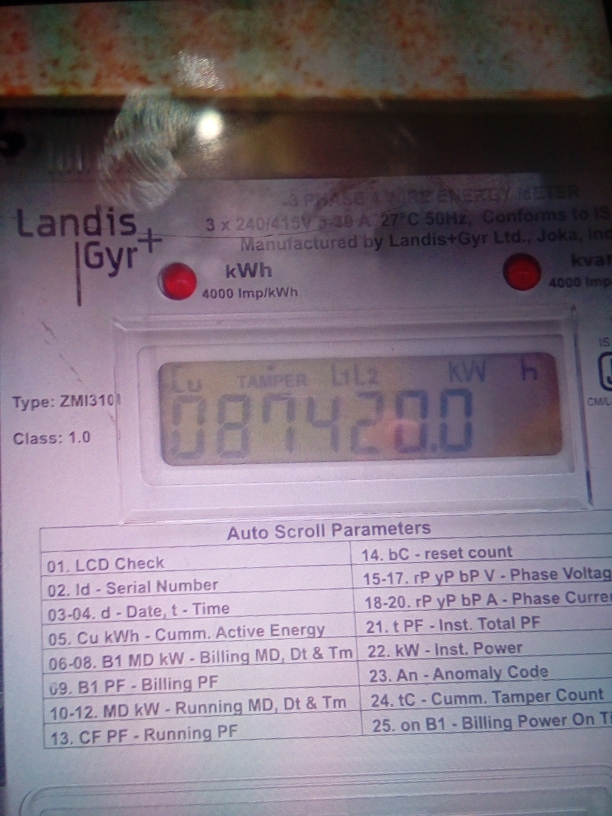 Landis
Gyr+
3 PHASE 4 WIRE ENERGY METER
3 x 240/415V 5-30 A 27°C 50Hz, Conforms to IS
Manufactured by Landis+Gyr Ltd., Joka,
kWh
4000 Imp/kWh
4000
Cu TAMPER L1L2 kW h
087420.0
IS
Type: ZMI310
Class: 1.0
CM/L
Auto Scroll Parameters
01. LCD Check
02. Id - Serial Number
03-04. d - Date, t - Time
05. Cu kWh - Cumm. Active Energy
06-08. B1 MD kW - Billing MD, Dt & Tm
09. B1 PF - Billing PF
10-12. MD kW - Running MD, Dt & Tm
13. CF PF - Running PF
14. bC - reset count
15-17. rP yP bP V - Phase Voltag
18-20. rP yP bP A - Phase Curre
21. t PF - Inst. Total PF
22. kW - Inst. Power
23. An - Anomaly Code
24. tC - Cumm. Tamper Count
25. on B1 - Billing Power On